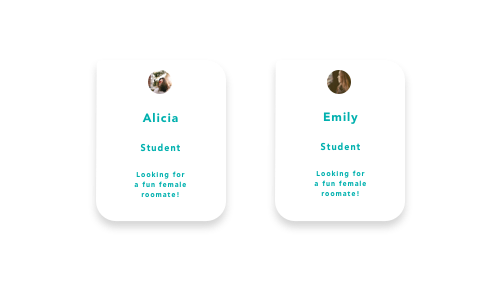 Alicia
Student
Looking for
a fun female
roomate!
Emily
Student
Looking for
a fun female
roomate!